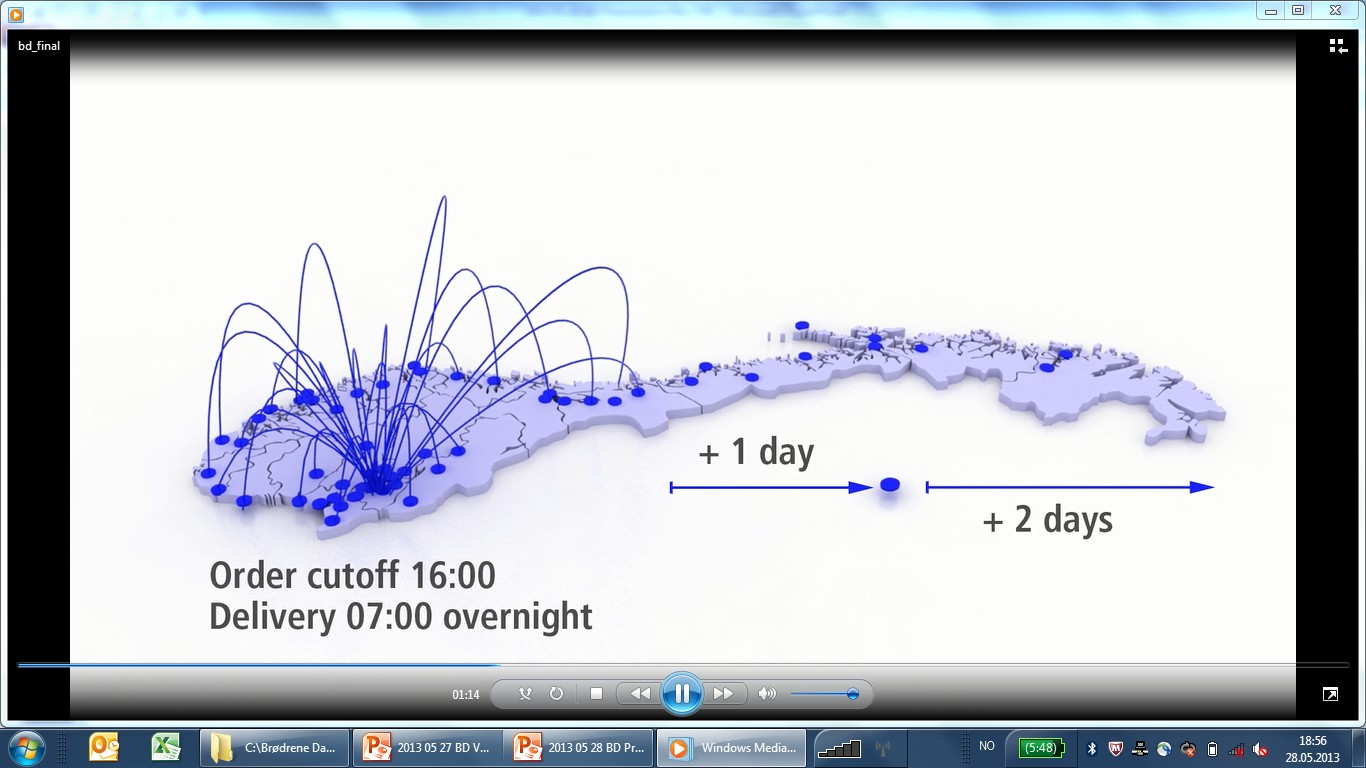 bd_final
+ 1 day
+ 2 days
Order cutoff 16:00
Delivery 07:00 overnight
01:14
C:\Brødrene Da...
2013 05 27 BD V...
2013 05 28 BD Pr...
Windows Media...
NO
(5:48)
18:56
28.05.2013